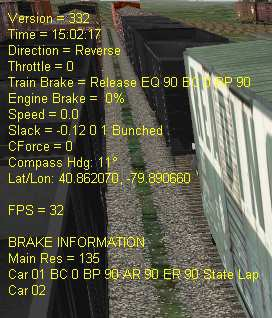 Version = 332
Time = 15:02:17
Direction = Reverse
Throttle = 0
Train Brake = Release EQ 90 BC 0 BP 90
Engine Brake = 0%
Speed = 0.0
Slack = -0.12 0 1 Bunched
CForce = 0
Compass Hdg: 11°
Lat/Lon: 40.862070, -79.890660
FPS = 32
BRAKE INFORMATION
Main Res = 135
Car 01 BC 0 BP 90 AR 90 ER 90 State Lap
Car 02